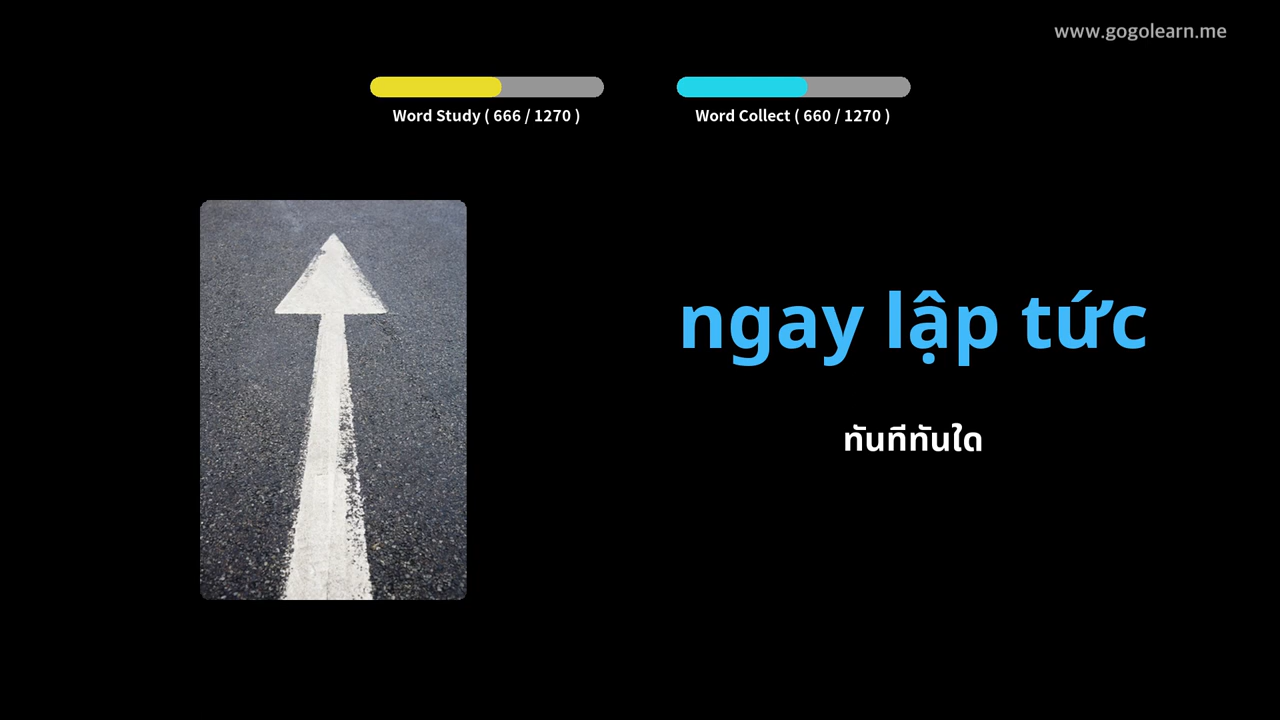 www.gogolearn.me
Word Study ( 666 / 1270 )
Word Collect ( 660 / 1270 )
ngay lập tức
ทันทีทันใด